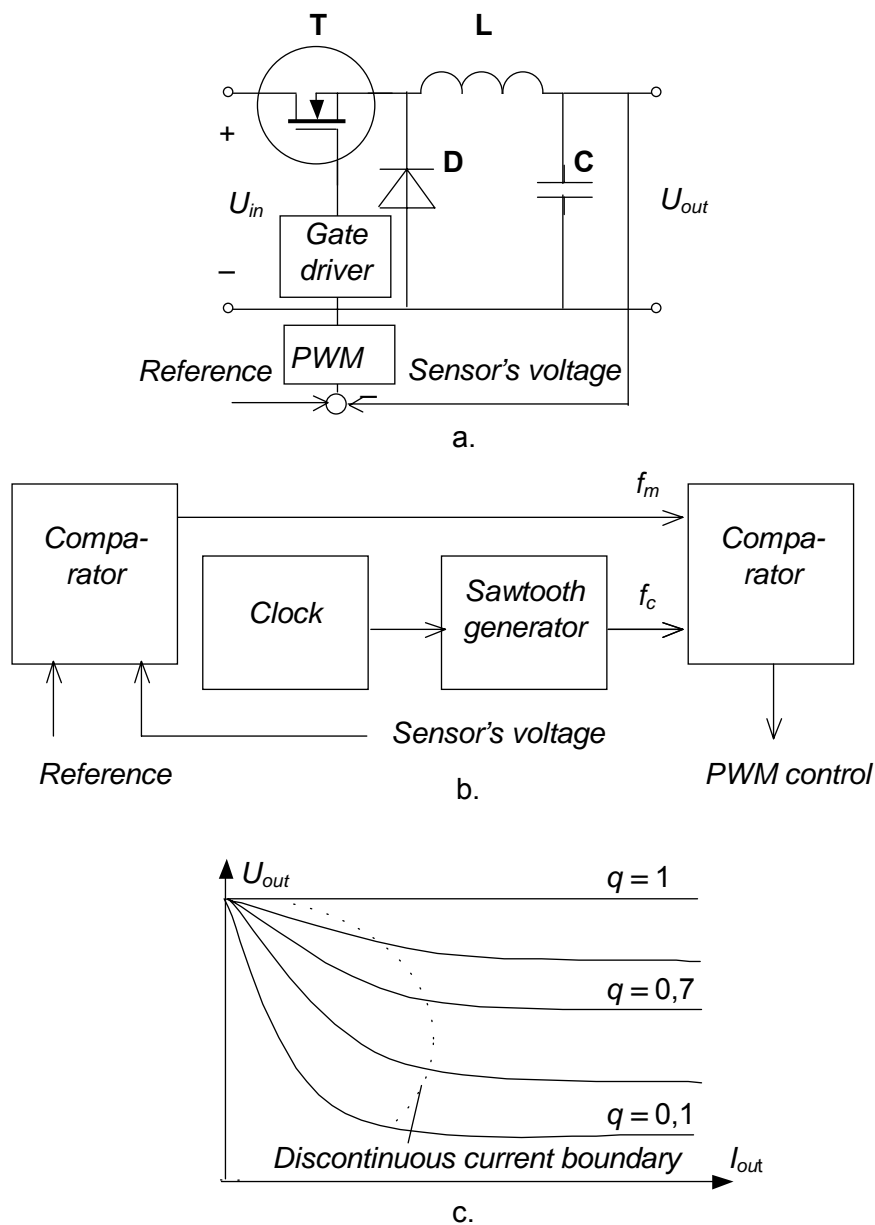 T
L
+
D
C
U_in
U_out
Gate
driver
–
PWM
Reference
Sensor's voltage
–
a.
f_m
Compa-
rator
Compa-
rator
Clock
Sawtooth
generator
f_c
Sensor's voltage
Reference
PWM control
b.
U_out
q = 1
q = 0,7
q = 0,1
Discontinuous current boundary
I_out
c.